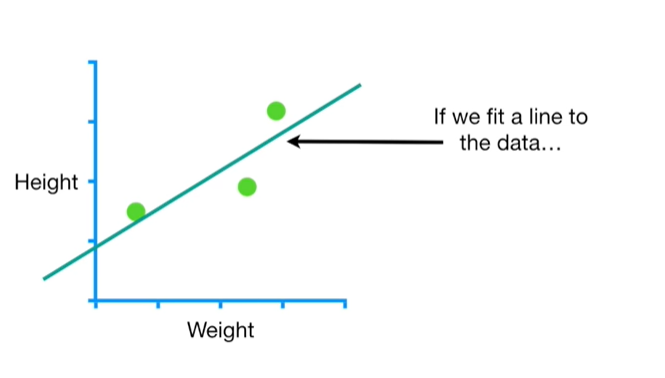 If we fit a line to
the data...
Height
Weight